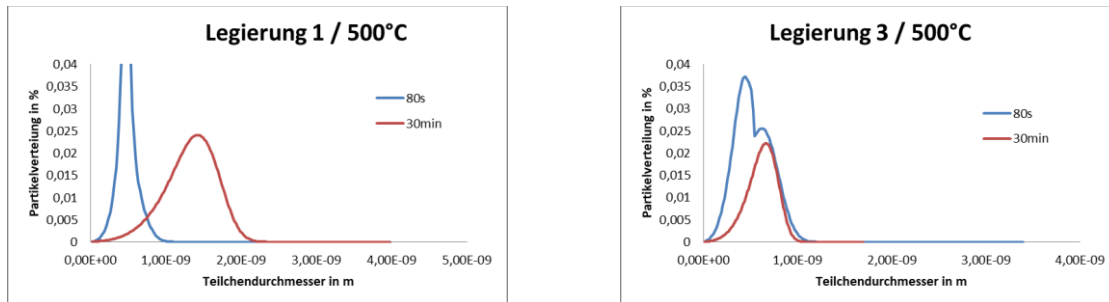 Legierung 1 / 500°C
0,04
0,035
0,03
0,025
0,02
0,015
0,01
0,005
0
Partikelverteiung in %
80s
30min
0,00E+00
1,00E-09
2,00E-09
3,00E-09
4,00E-09
5,00E-09
Teilchendurchmesser in m
Legierung 3 / 500°C
0,04
0,035
0,03
0,025
0,02
0,015
0,01
0,005
0
Partikelverteilung in %
80s
30min
0,00E+00
1,00E-09
2,00E-09
3,00E-09
4,00E-09
Teilchendurchmesser in m